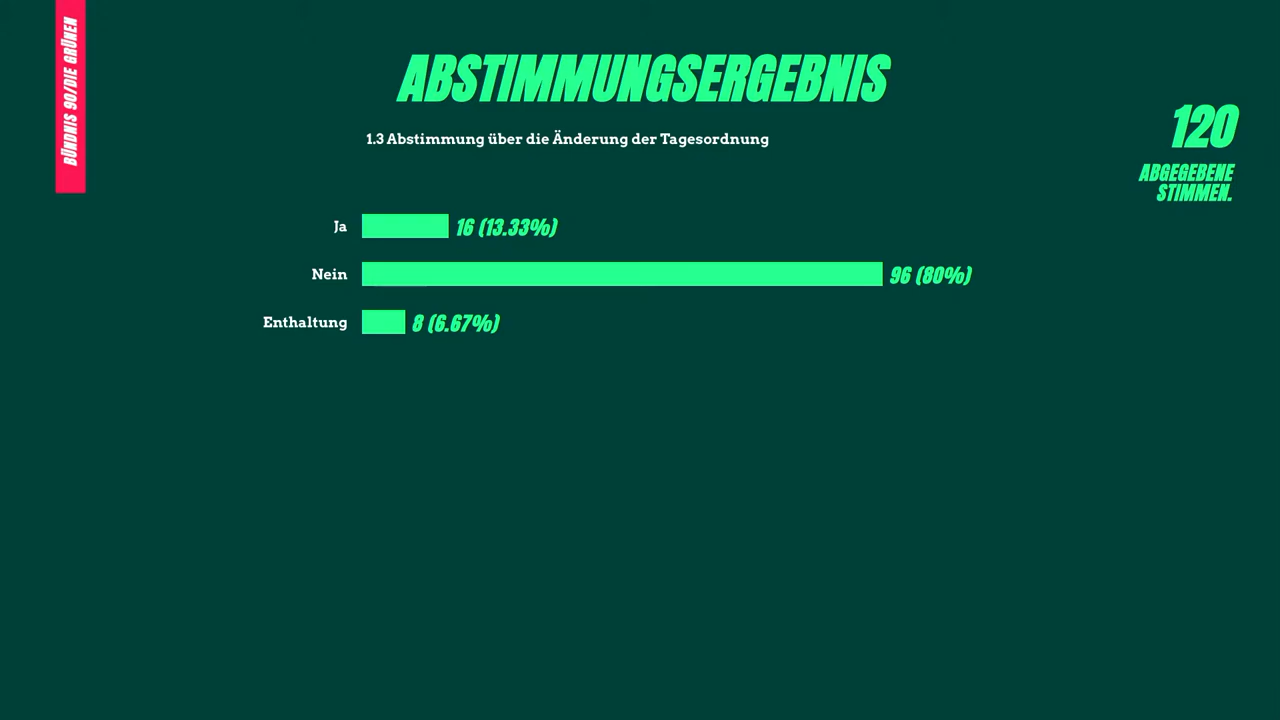 BÜNDNIS 90/DIE GRÜNEN
ABSTIMMUNGSERGEBNIS
1.3 Abstimmung über die Änderung der Tagesordnung
120
ABGEGEBENE
STIMMEN.
Ja 16 (13.33%)
Nein 96 (80%)
Enthaltung 8 (6.67%)